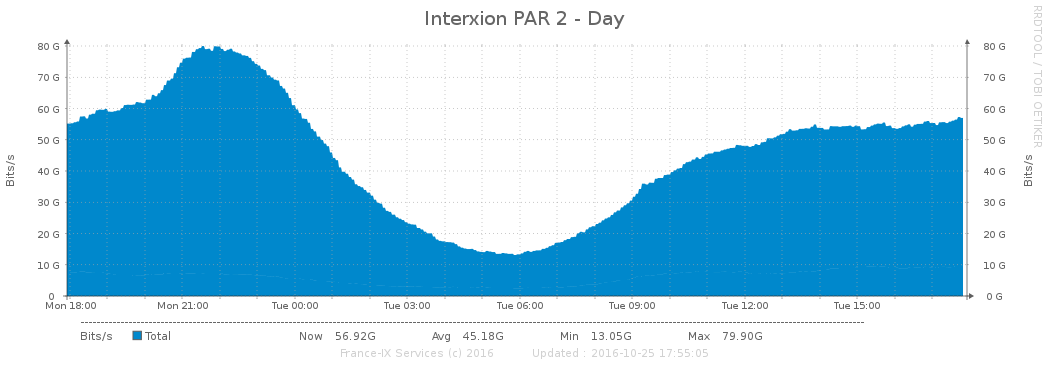 Interxion PAR 2 - Day
RRDTOOL / TOBI OETIKER
Bits/s
80 G
70 G
60 G
50 G
40 G
30 G
20 G
10 G
0
80 G
70 G
60 G
50 G
40 G
30 G
20 G
10 G
0 G
Bits/s
Mon 18:00 Mon 21:00 Tue 00:00 Tue 03:00 Tue 06:00 Tue 09:00 Tue 12:00 Tue 15:00
Bits/s Total Now 56.92G Avg 45.18G Min 13.05G Max 79.90G
France-IX Services (c) 2016 Updated : 2016-10-25 17:55:05